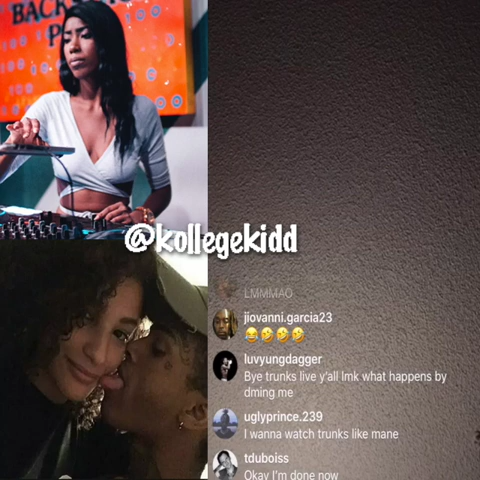 BACKS
P
@kollegekidd
LMMMAO
jiovanni.garcia23
😂🤣🤣🤣
luvyungdagger
Bye trunks live y'all lmk what happens by
dming me
uglyprince.239
I wanna watch trunks like mane
tduboiss
Okay I'm done now